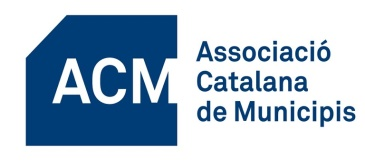 ACM
Associació
Catalana
de Municipis